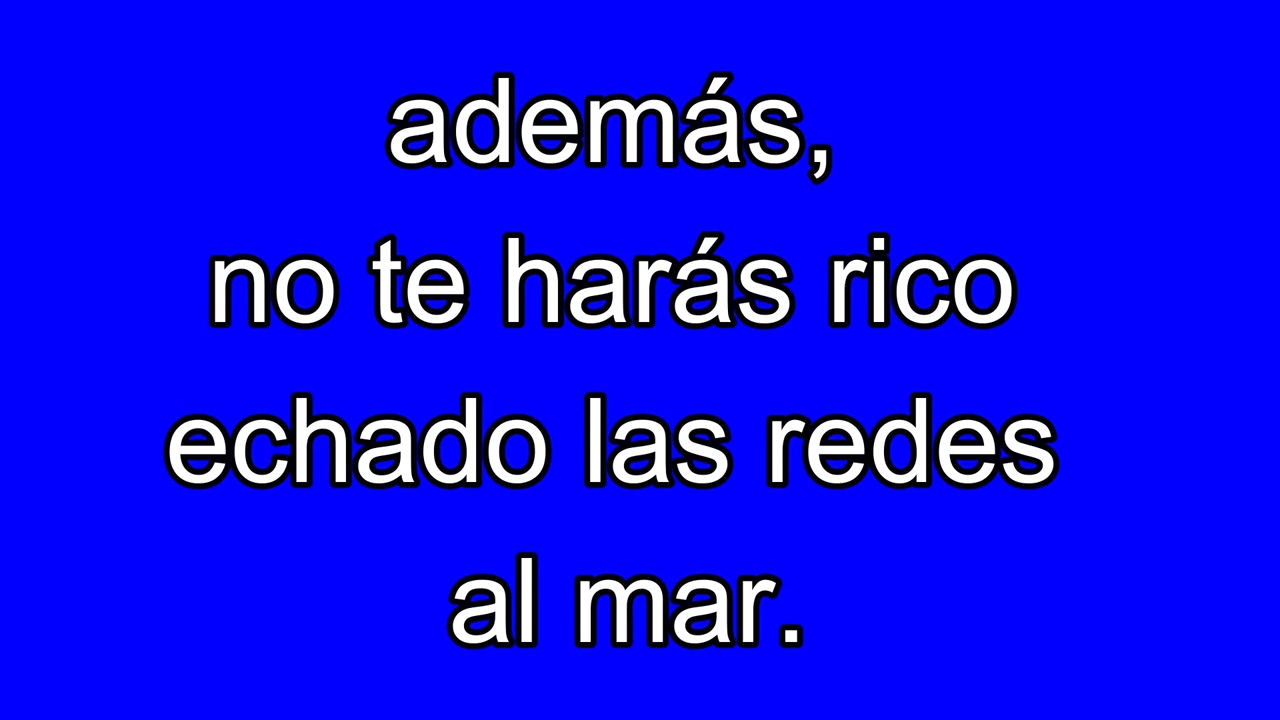 además,
no te harás rico
echado las redes
al mar.